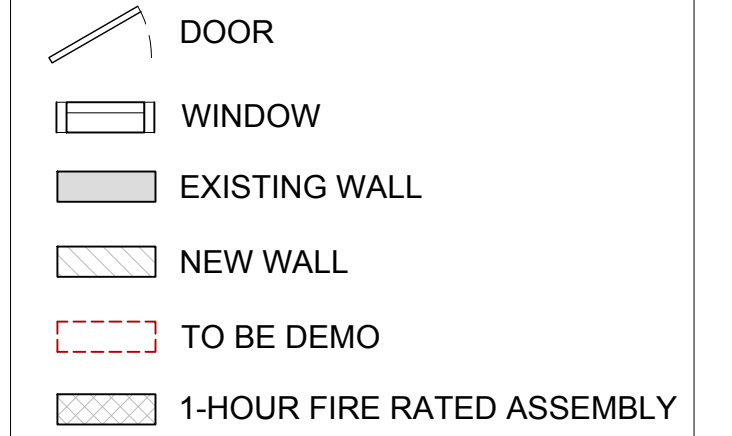 DOOR
WINDOW
EXISTING WALL
NEW WALL
TO BE DEMO
1-HOUR FIRE RATED ASSEMBLY